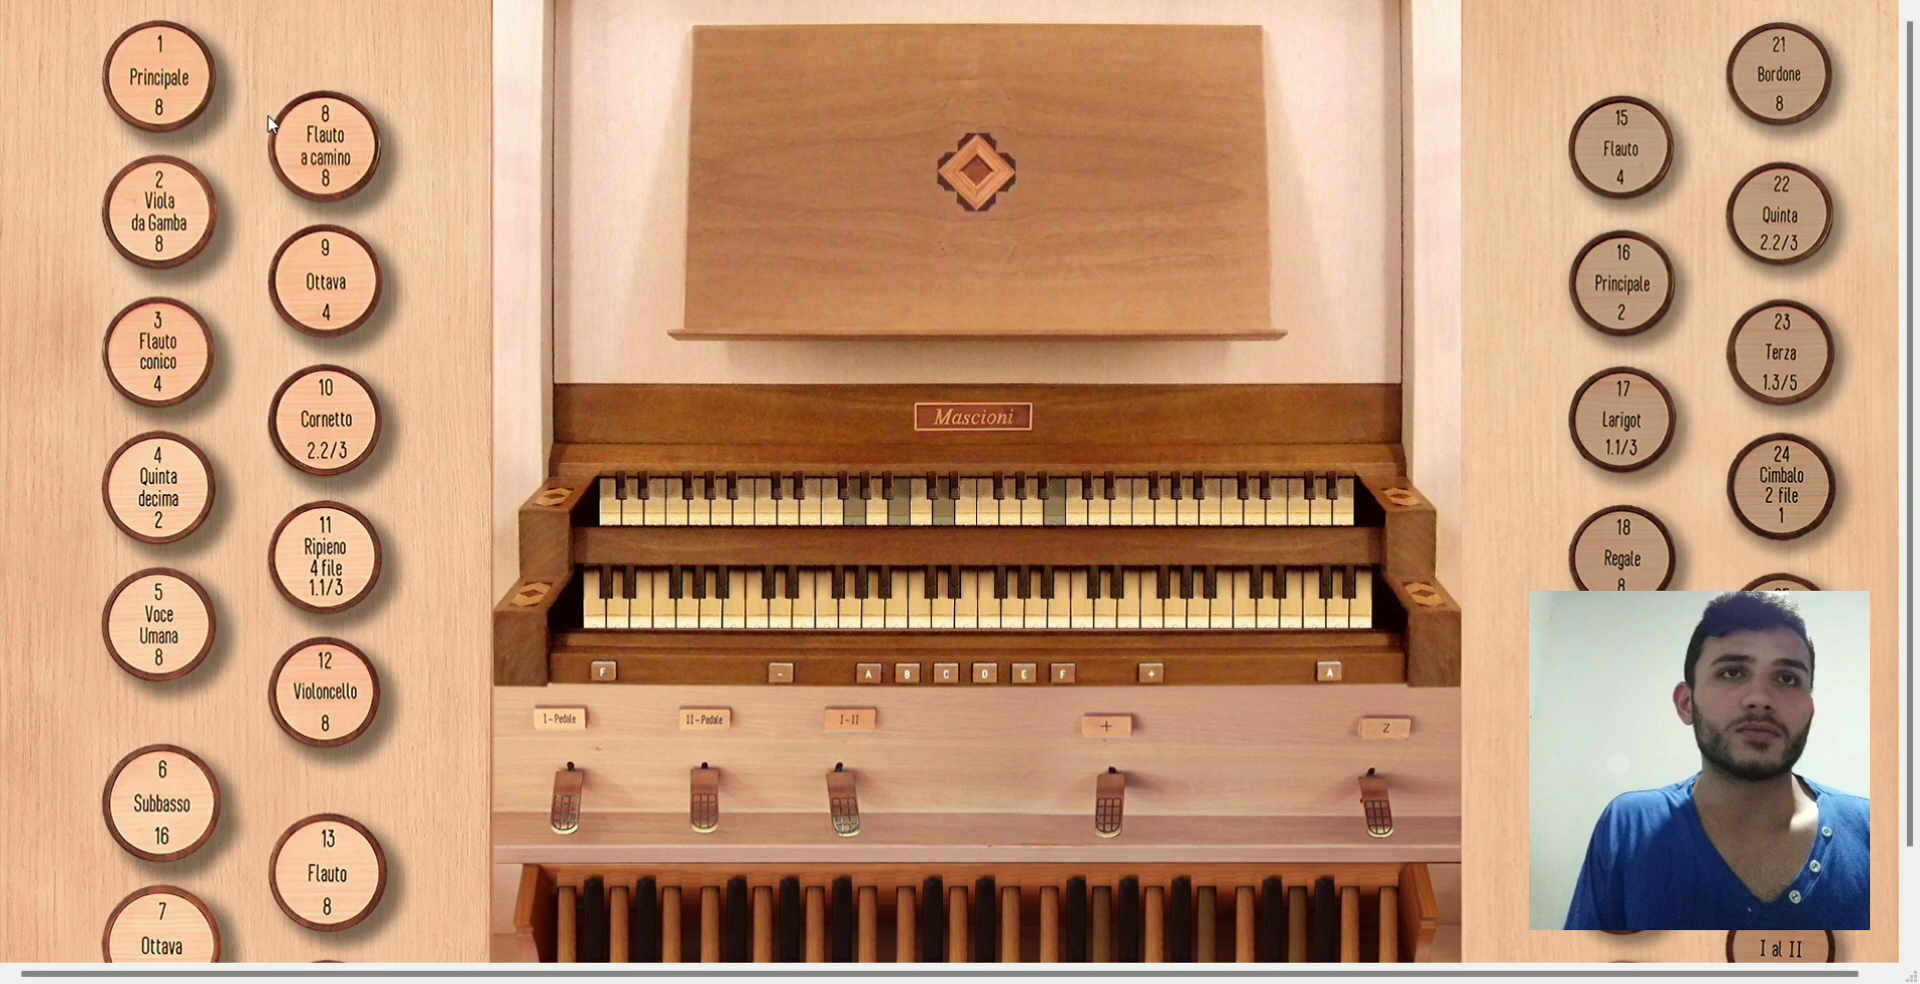 1
Principale
8
2
Viola
da Gamba
8
3
Flauto
conico
4
4
Quinta
decima
2
5
Voce
Umana
8
6
Subbasso
16
7
Ottava
8
Flauto
a camino
8
9
Ottava
4
10
Cornetto
2.2/3
11
Ripieno
4 file
1.1/3
12
Violoncello
8
13
Flauto
8
Mascioni
F - A B C D E F + A
I-Pedale II-Pedale I-II + Z
15
Flauto
4
16
Principale
2
17
Larigot
1.1/3
18
Regale
8
21
Bordone
8
22
Quinta
2.2/3
23
Terza
1.3/5
24
Cimbalo
2 file
1
I al II